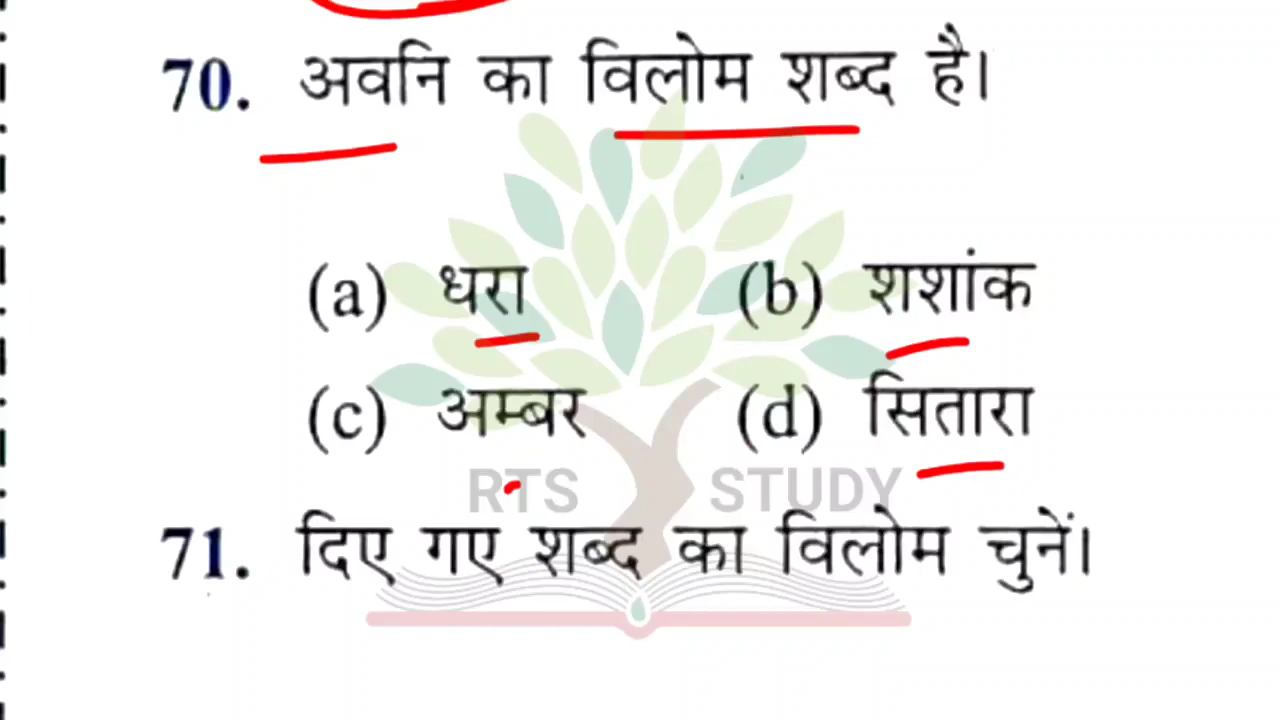 70. अवनि का विलोम शब्द है।
(a) धरा (b) शशांक
(c) अम्बर (d) सितारा
RTS STUDY
71. दिए गए शब्द का विलोम चुनें।